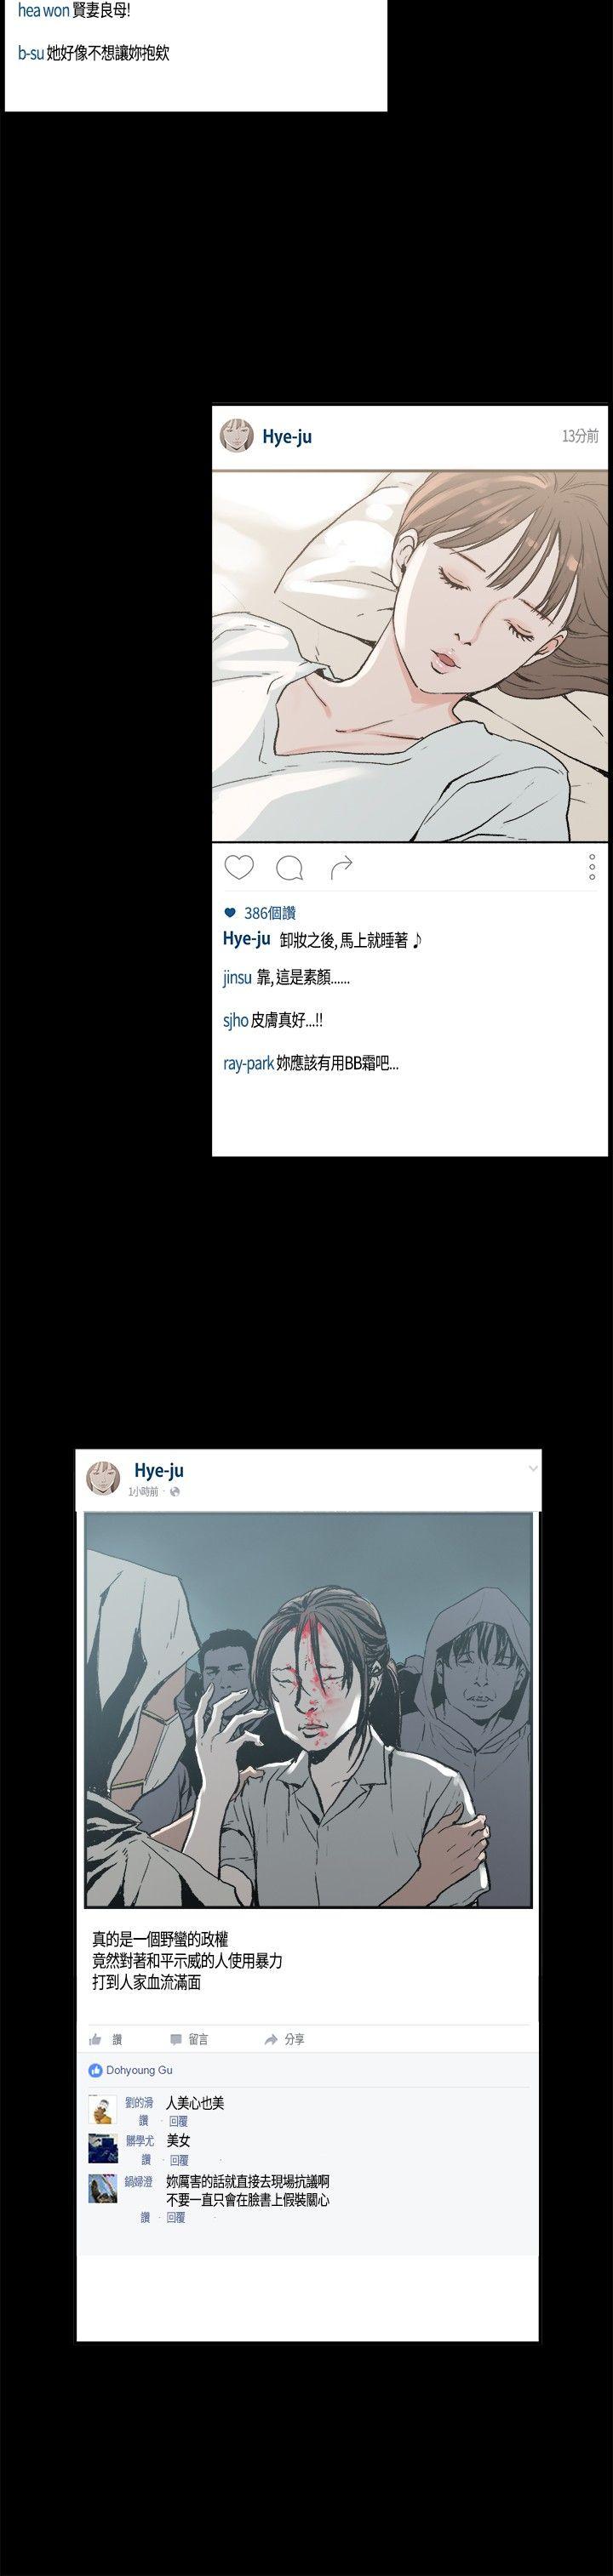 hea won 賢妻良母!
b-su 她好像不想讓妳抱欸
Hye-ju
13分前
386個讚
Hye-ju 卸妝之後, 馬上就睡著♪
jinsu 靠, 這是素顏......
sjho 皮膚真好...!!
ray-park 妳應該有用BB霜吧...
Hye-ju
1小時前 ·
真的是一個野蠻的政權
竟然對著和平示威的人使用暴力
打到人家血流滿面
讚 留言 分享
Dohyoung Gu
劉的滑 人美心也美
讚 · 回覆
髒學尤 美女
讚 · 回覆 ·
鍋婦澄 妳厲害的話就直接去現場抗議啊
不要一直只會在臉書上假裝關心
讚 · 回覆 ·